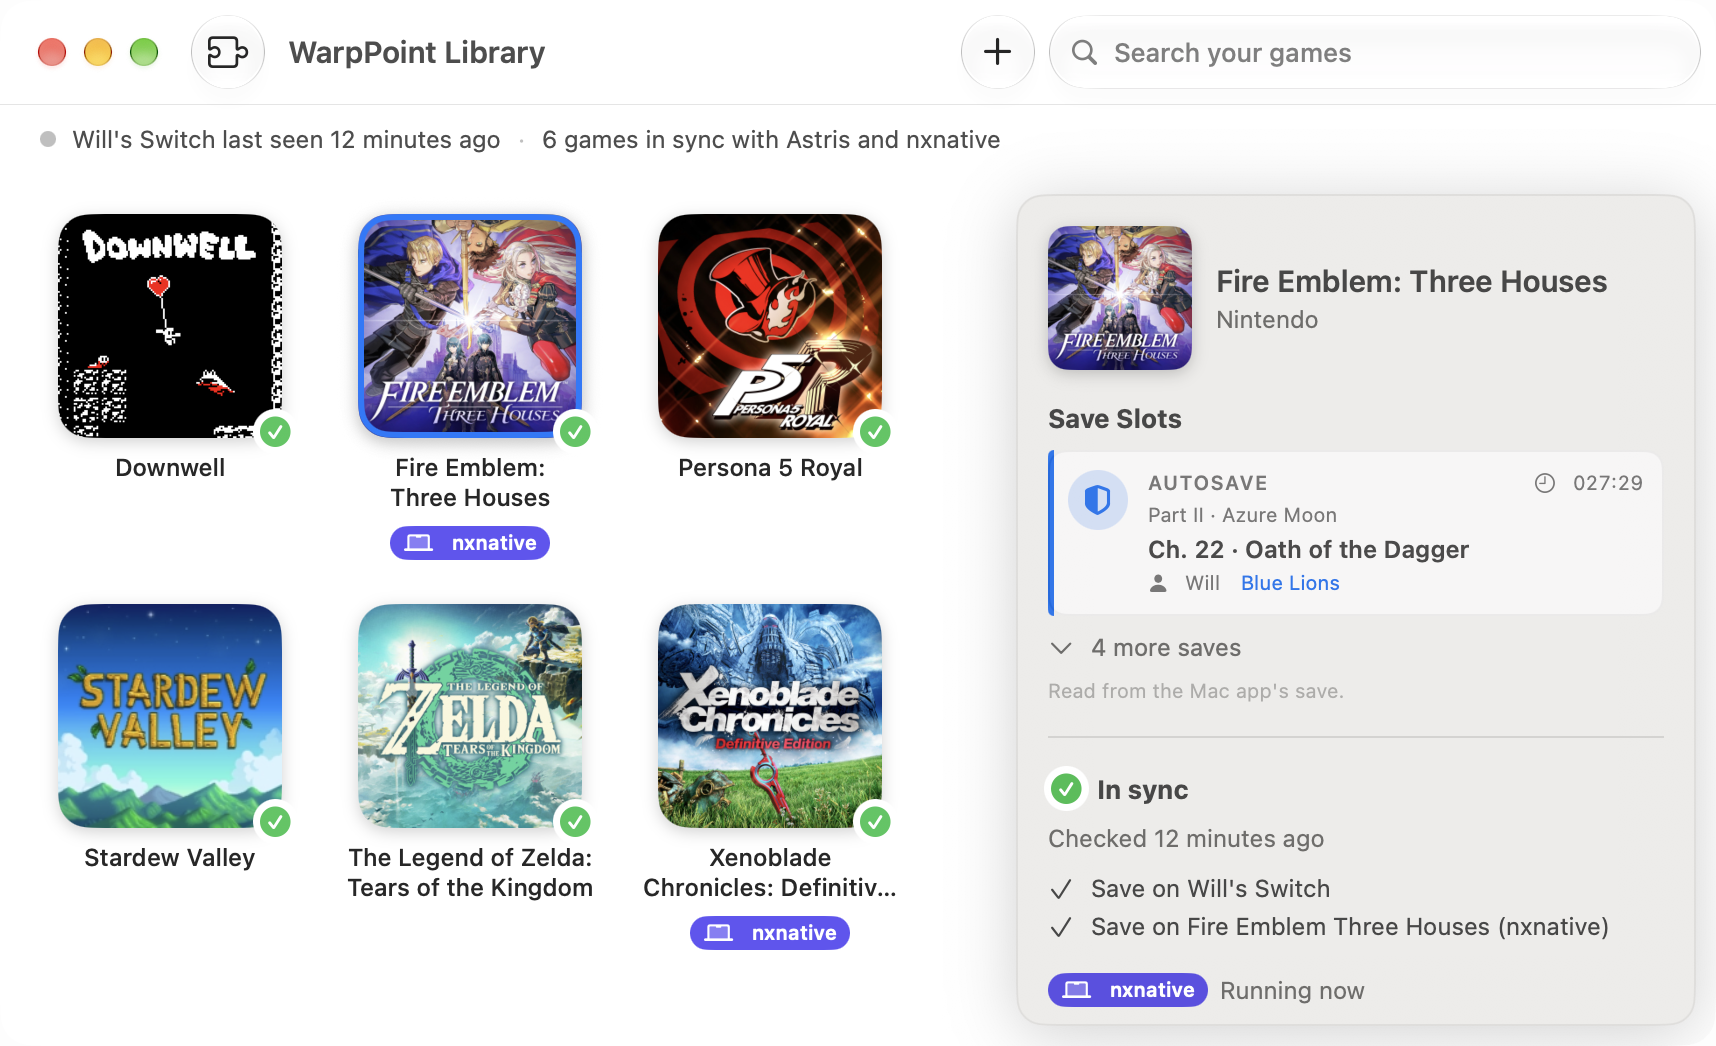 WarpPoint Library
Search your games
Will's Switch last seen 12 minutes ago · 6 games in sync with Astris and nxnative
DOWNWELL
Downwell
FIRE EMBLEM
THREE HOUSES
Fire Emblem:
Three Houses
nxnative
P5R
PERSONA5
ROYAL
Persona 5 Royal
STARDEW
VALLEY
Stardew Valley
THE LEGEND OF
ZELDA
TEARS OF THE KINGDOM
The Legend of Zelda:
Tears of the Kingdom
Xenoblade
Chronicles
Definitive Edition
Xenoblade
Chronicles: Definitiv...
nxnative
FIRE EMBLEM
THREE HOUSES
Fire Emblem: Three Houses
Nintendo
Save Slots
AUTOSAVE 027:29
Part II · Azure Moon
Ch. 22 · Oath of the Dagger
Will Blue Lions
4 more saves
Read from the Mac app's save.
In sync
Checked 12 minutes ago
Save on Will's Switch
Save on Fire Emblem Three Houses (nxnative)
nxnative Running now